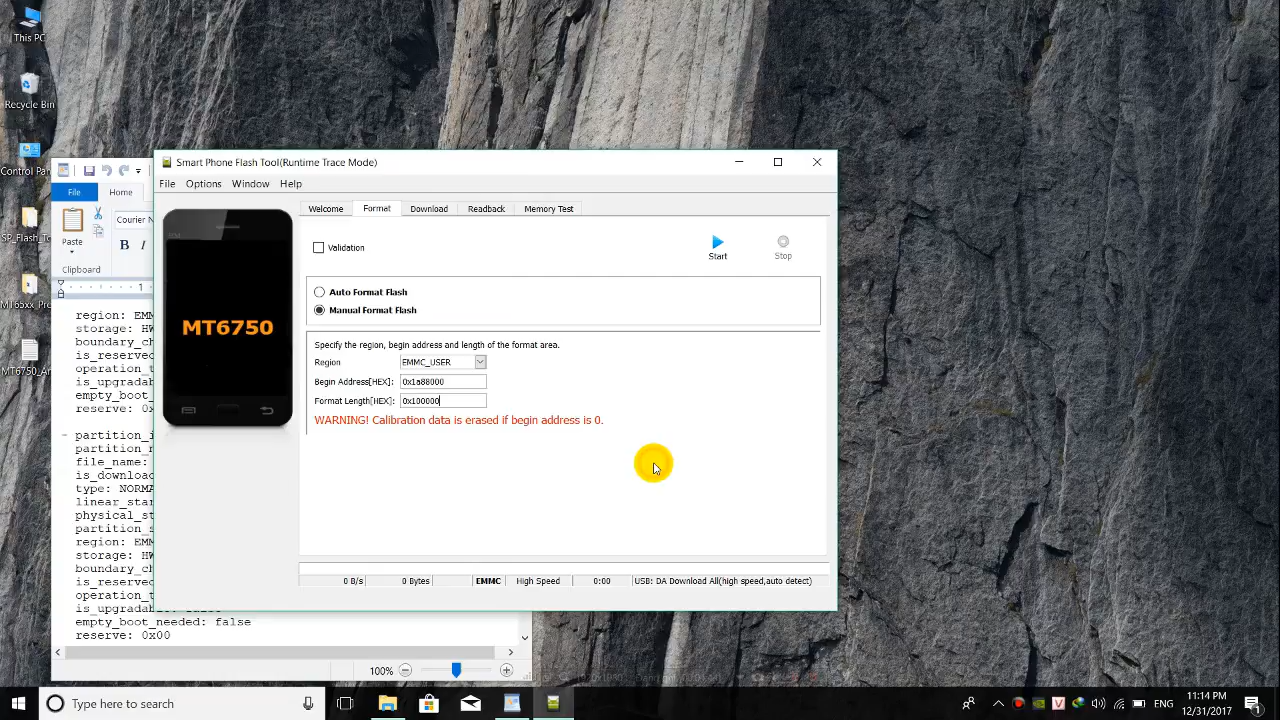 This PC
Recycle Bin
Control Pan
SP_Flash_To
MT65xx_Pre
MT6750_An
File
Home
Paste
Courier N
B
I
Clipboard
1
region: EMM
storage: HW
boundary_ch
is_reserved
operation_t
is_upgradab
empty_boot_
reserve: 0x
partition_i
partition_n
file_name:
is_download
type: NORMA
linear_star
physical_st
partition_s
region: EMM
storage: HW
boundary_ch
is_reserved
operation_t
is_upgradable: false
empty_boot_needed: false
reserve: 0x00
100%
Smart Phone Flash Tool(Runtime Trace Mode)
File Options Window Help
MT6750
Welcome Format Download Readback Memory Test
Validation
Start
Stop
Auto Format Flash
Manual Format Flash
Specify the region, begin address and length of the format area.
Region EMMC_USER
Begin Address[HEX]: 0x1a88000
Format Length[HEX]: 0x100000
WARNING! Calibration data is erased if begin address is 0.
0 B/s 0 Bytes EMMC High Speed 0:00 USB: DA Download All(high speed,auto detect)
Type here to search
V
11:14 PM
12/31/2017
1